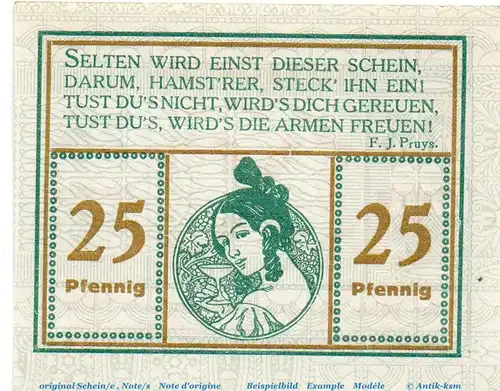 SELTEN WIRD EINST DIESER SCHEIN,
DARUM, HAMST'RER, STECK' IHN EIN!
TUST DU'S NICHT, WIRD'S DICH GEREUEN,
TUST DU'S, WIRD'S DIE ARMEN FREUEN!
F. J. Pruys.
25
Pfennig
25
Pfennig
original Schein/e , Note/s Note d'origine Beispielbild Example Modéle © Antik-ksm